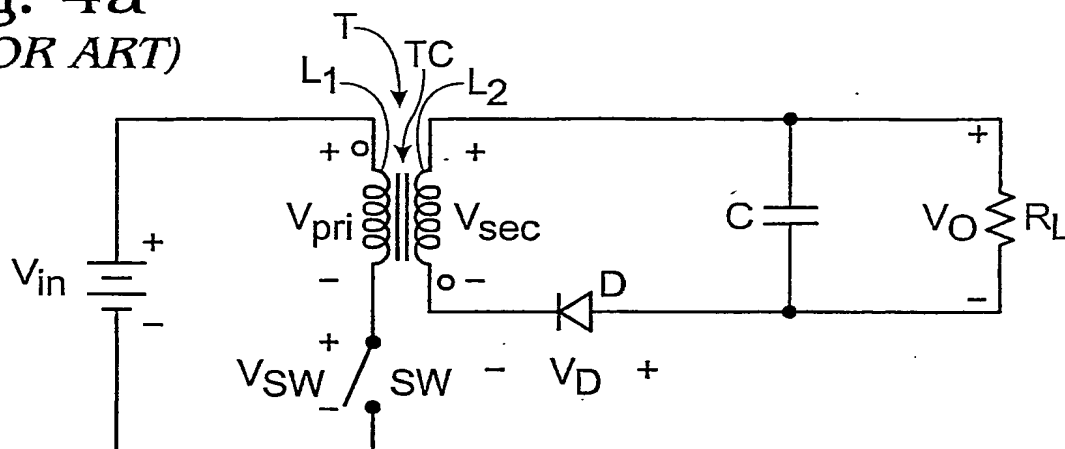 4a
OR ART)
T
TC
L1
L2
+
+
+
Vpri
Vsec
C
VO
RL
+
Vin
-
-
-
D
-
+
VSW
SW
-
VD
+
-